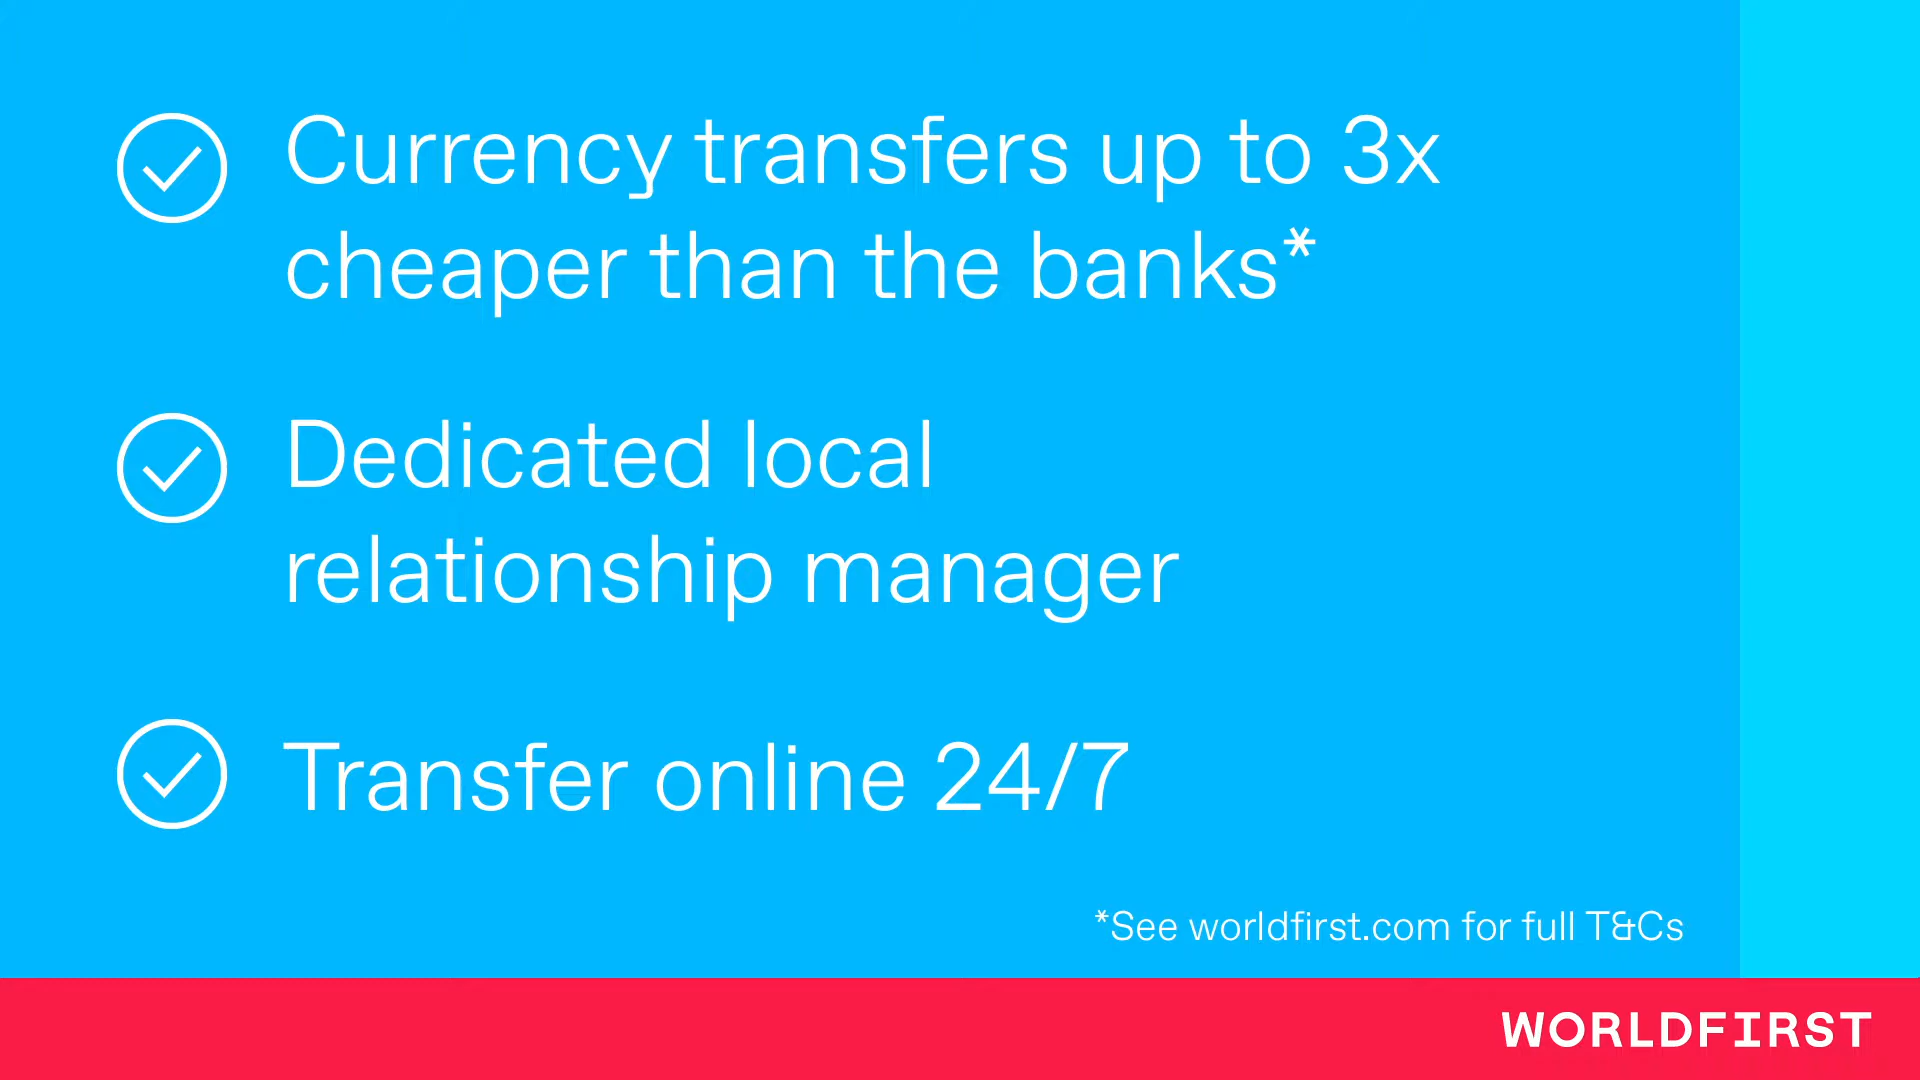 Currency transfers up to 3x
cheaper than the banks*
Dedicated local
relationship manager
Transfer online 24/7
*See worldfirst.com for full T&Cs
WORLDFIRST